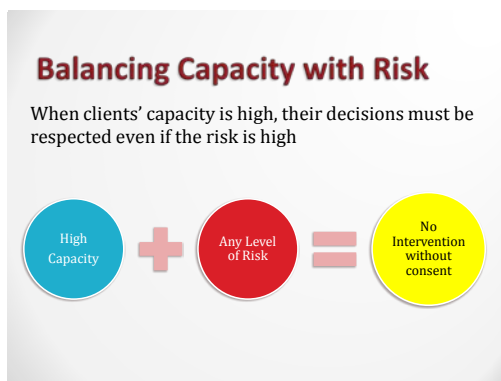 Balancing Capacity with Risk
When clients’ capacity is high, their decisions must be
respected even if the risk is high
High
Capacity
Any Level
of Risk
No
Intervention
without
consent